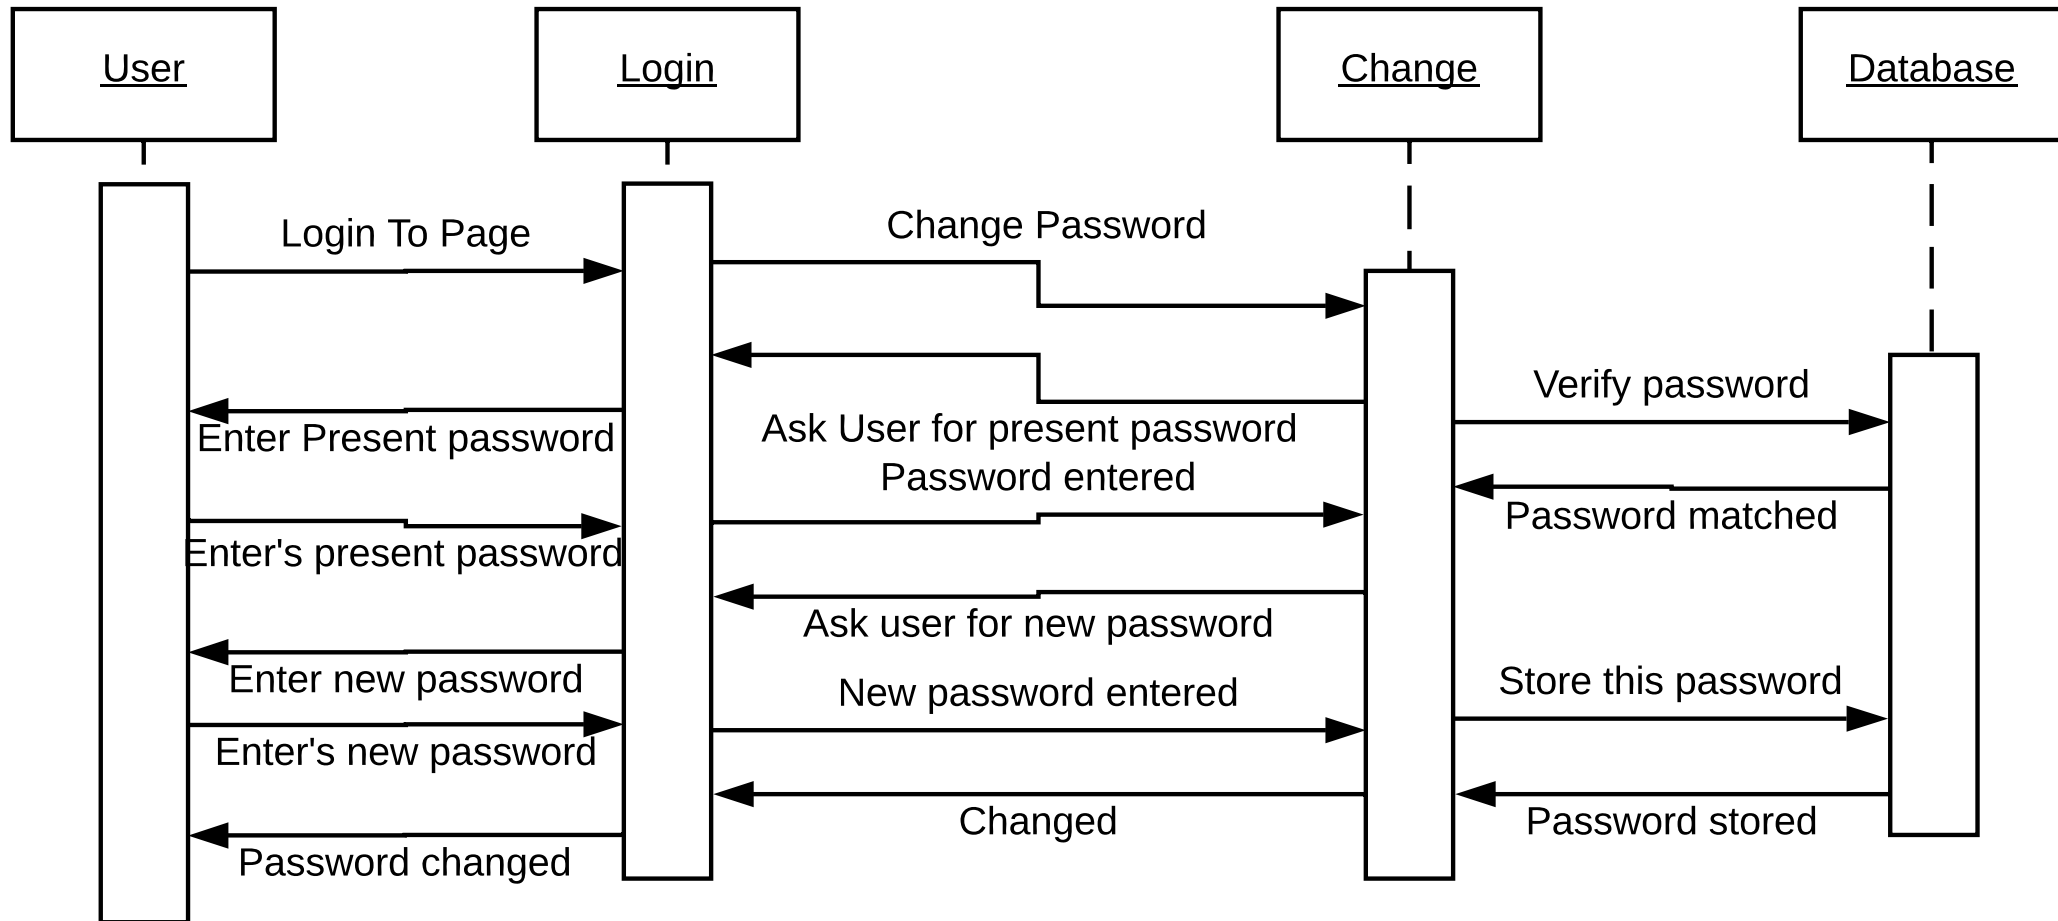 User
Login
Change
Database
Login To Page
Change Password
Verify password
Enter Present password
Ask User for present password
Password entered
Password matched
Enter's present password
Ask user for new password
Enter new password
New password entered
Store this password
Enter's new password
Changed
Password stored
Password changed